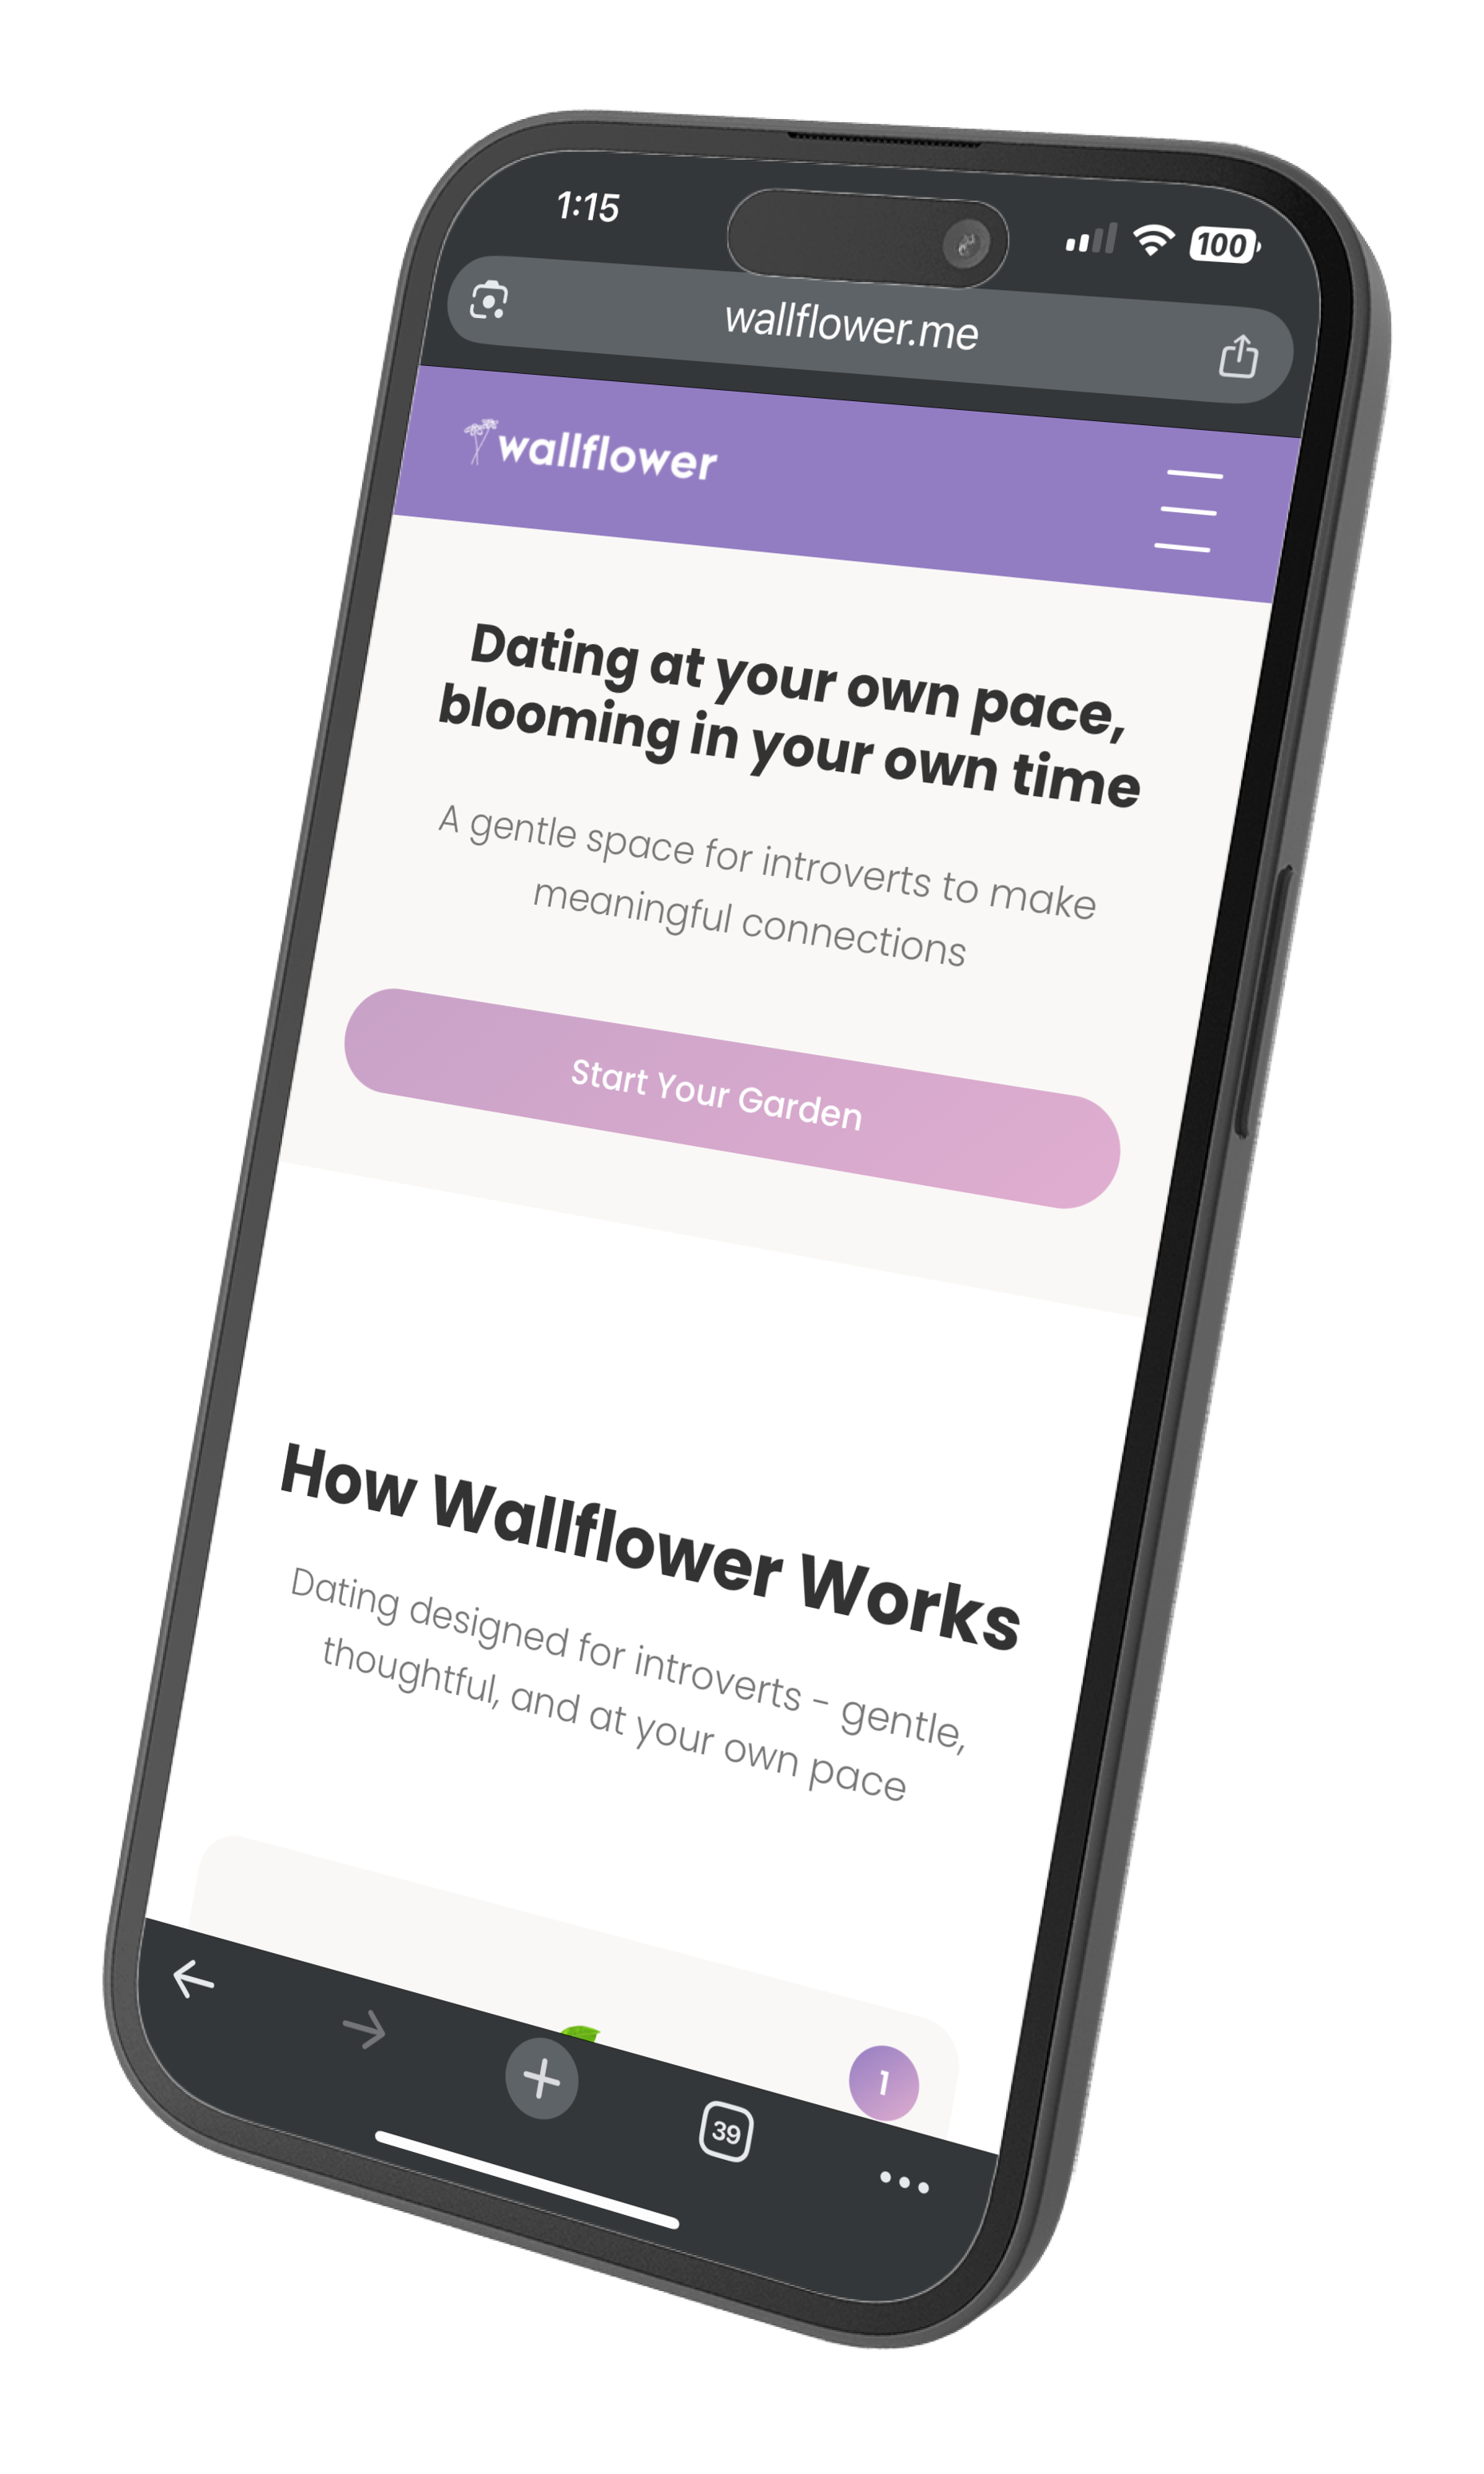 1:15
100
wallflower.me
wallflower
Dating at your own pace,
blooming in your own time
A gentle space for introverts to make
meaningful connections
Start Your Garden
How Wallflower Works
Dating designed for introverts - gentle,
thoughtful, and at your own pace
1
39